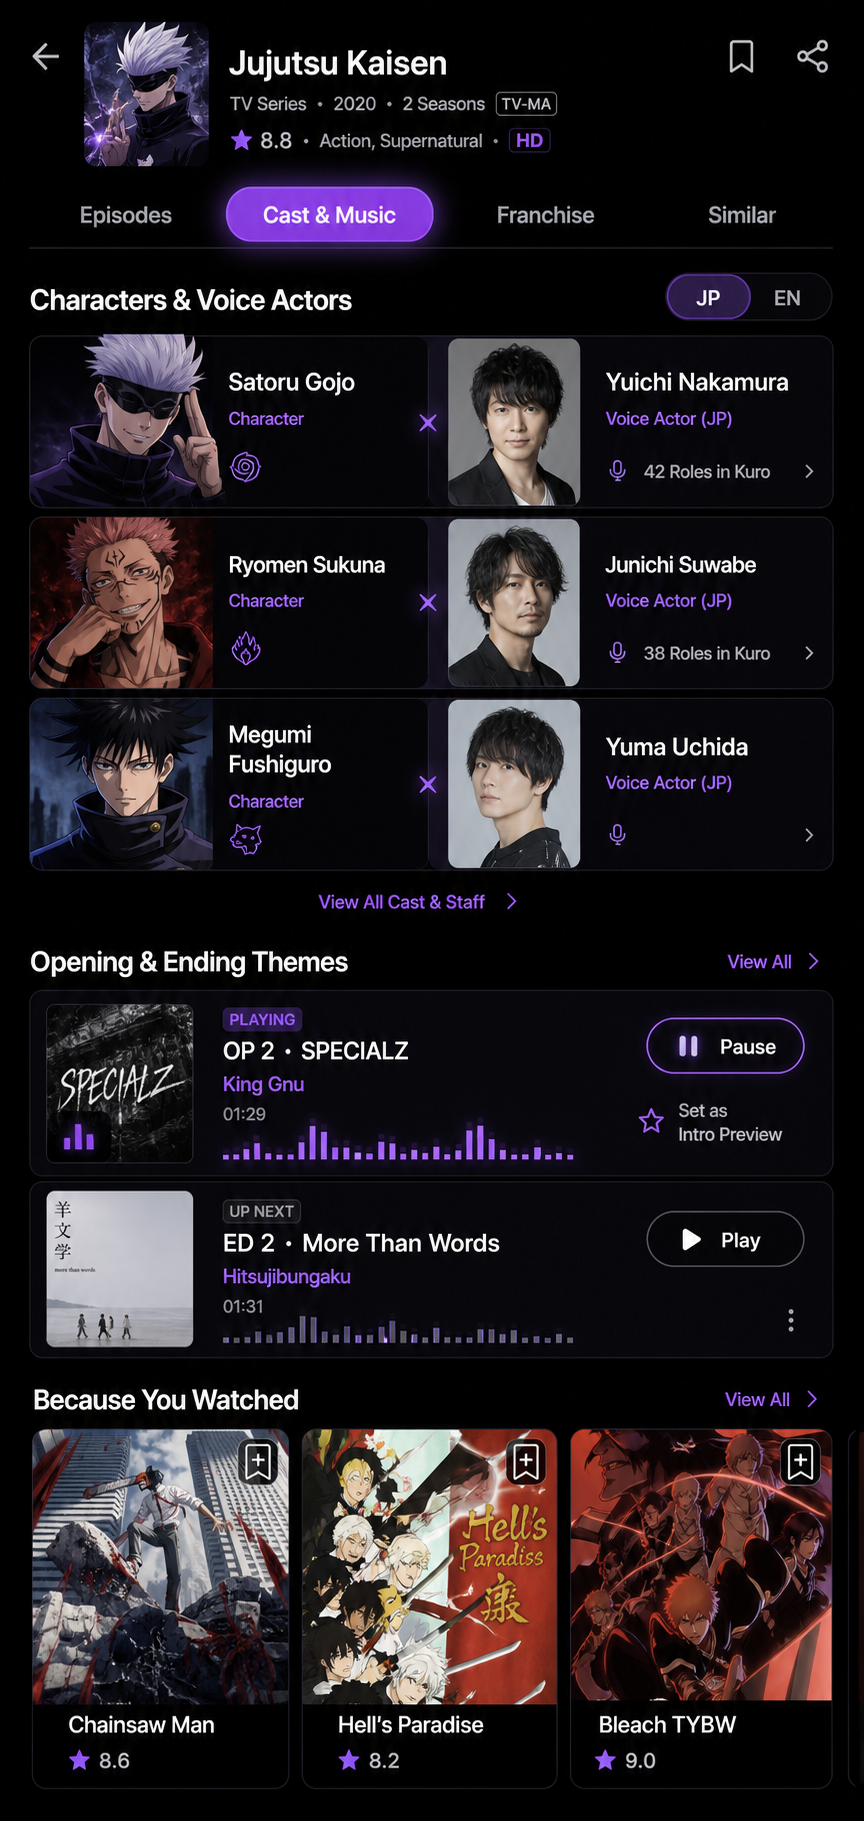 Jujutsu Kaisen
TV Series • 2020 • 2 Seasons TV-MA
8.8 • Action, Supernatural • HD
Episodes Cast & Music Franchise Similar
Characters & Voice Actors JP EN
Satoru Gojo
Character
Yuichi Nakamura
Voice Actor (JP)
42 Roles in Kuro
Ryomen Sukuna
Character
Junichi Suwabe
Voice Actor (JP)
38 Roles in Kuro
Megumi
Fushiguro
Character
Yuma Uchida
Voice Actor (JP)
View All Cast & Staff
Opening & Ending Themes View All
SPECIALZ
PLAYING
OP 2 • SPECIALZ
King Gnu
01:29
Pause
Set as
Intro Preview
羊
文
学
more than words
UP NEXT
ED 2 • More Than Words
Hitsujibungaku
01:31
Play
Because You Watched View All
Hell's
Paradiss
Chainsaw Man
8.6
Hell's Paradise
8.2
Bleach TYBW
9.0